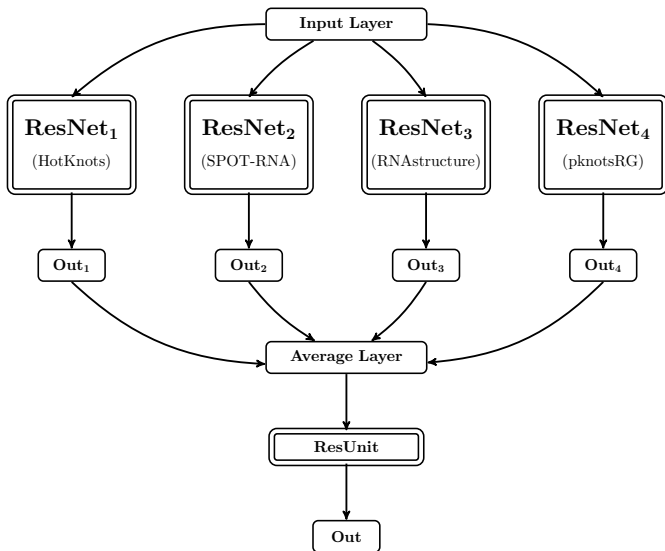 Input Layer
ResNet₁ ResNet₂ ResNet₃ ResNet₄
(HotKnots) (SPOT-RNA) (RNAstructure) (pknotsRG)
Out₁ Out₂ Out₃ Out₄
Average Layer
ResUnit
Out